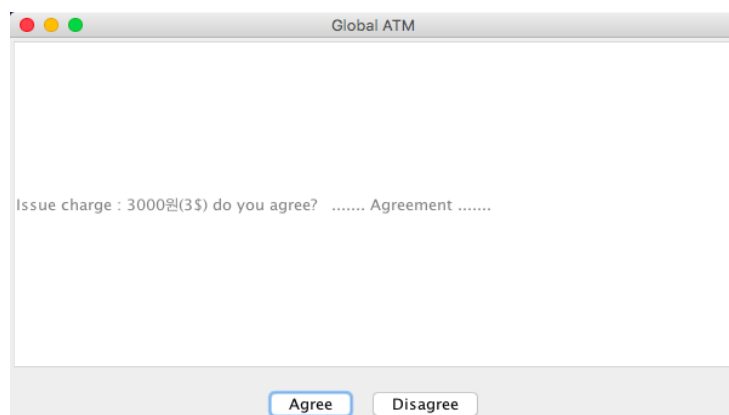 Global ATM
Issue charge : 3000원(3$) do you agree?   ....... Agreement .......
Agree
Disagree